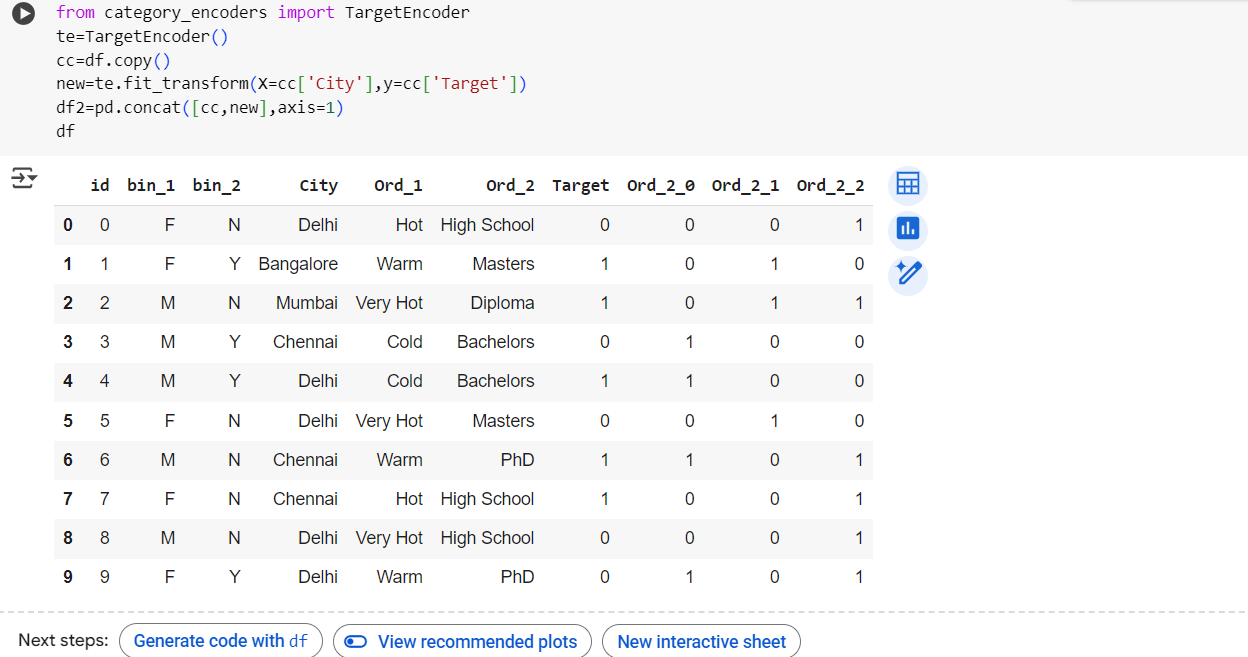 from category_encoders import TargetEncoder
te=TargetEncoder()
cc=df.copy()
new=te.fit_transform(X=cc['City'],y=cc['Target'])
df2=pd.concat([cc,new],axis=1)
df
id bin_1 bin_2 City Ord_1 Ord_2 Target Ord_2_0 Ord_2_1 Ord_2_2
0 0 F N Delhi Hot High School 0 0 0 1
1 1 F Y Bangalore Warm Masters 1 0 1 0
2 2 M N Mumbai Very Hot Diploma 1 0 1 1
3 3 M Y Chennai Cold Bachelors 0 1 0 0
4 4 M Y Delhi Cold Bachelors 1 1 0 0
5 5 F N Delhi Very Hot Masters 0 0 1 0
6 6 M N Chennai Warm PhD 1 1 0 1
7 7 F N Chennai Hot High School 1 0 0 1
8 8 M N Delhi Very Hot High School 0 0 0 1
9 9 F Y Delhi Warm PhD 0 1 0 1
Next steps: Generate code with df View recommended plots New interactive sheet